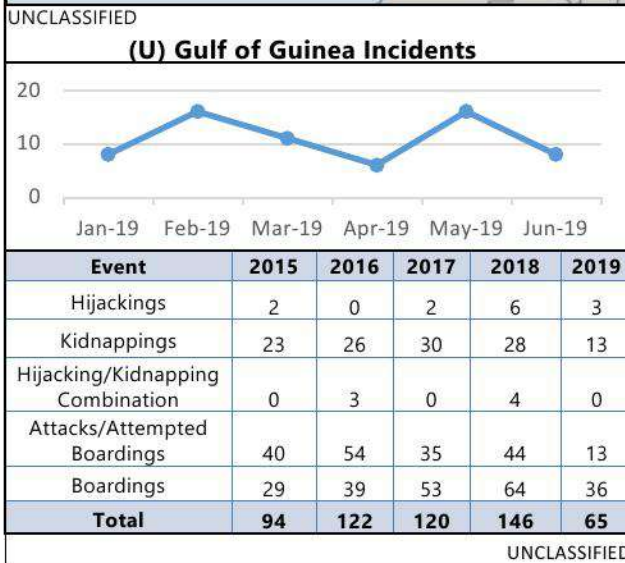 UNCLASSIFIED
(U) Gulf of Guinea Incidents
20
10
0
Jan-19 Feb-19 Mar-19 Apr-19 May-19 Jun-19
Event 2015 2016 2017 2018 2019
Hijackings 2 0 2 6 3
Kidnappings 23 26 30 28 13
Hijacking/Kidnapping
Combination 0 3 0 4 0
Attacks/Attempted
Boardings 40 54 35 44 13
Boardings 29 39 53 64 36
Total 94 122 120 146 65
UNCLASSIFIED